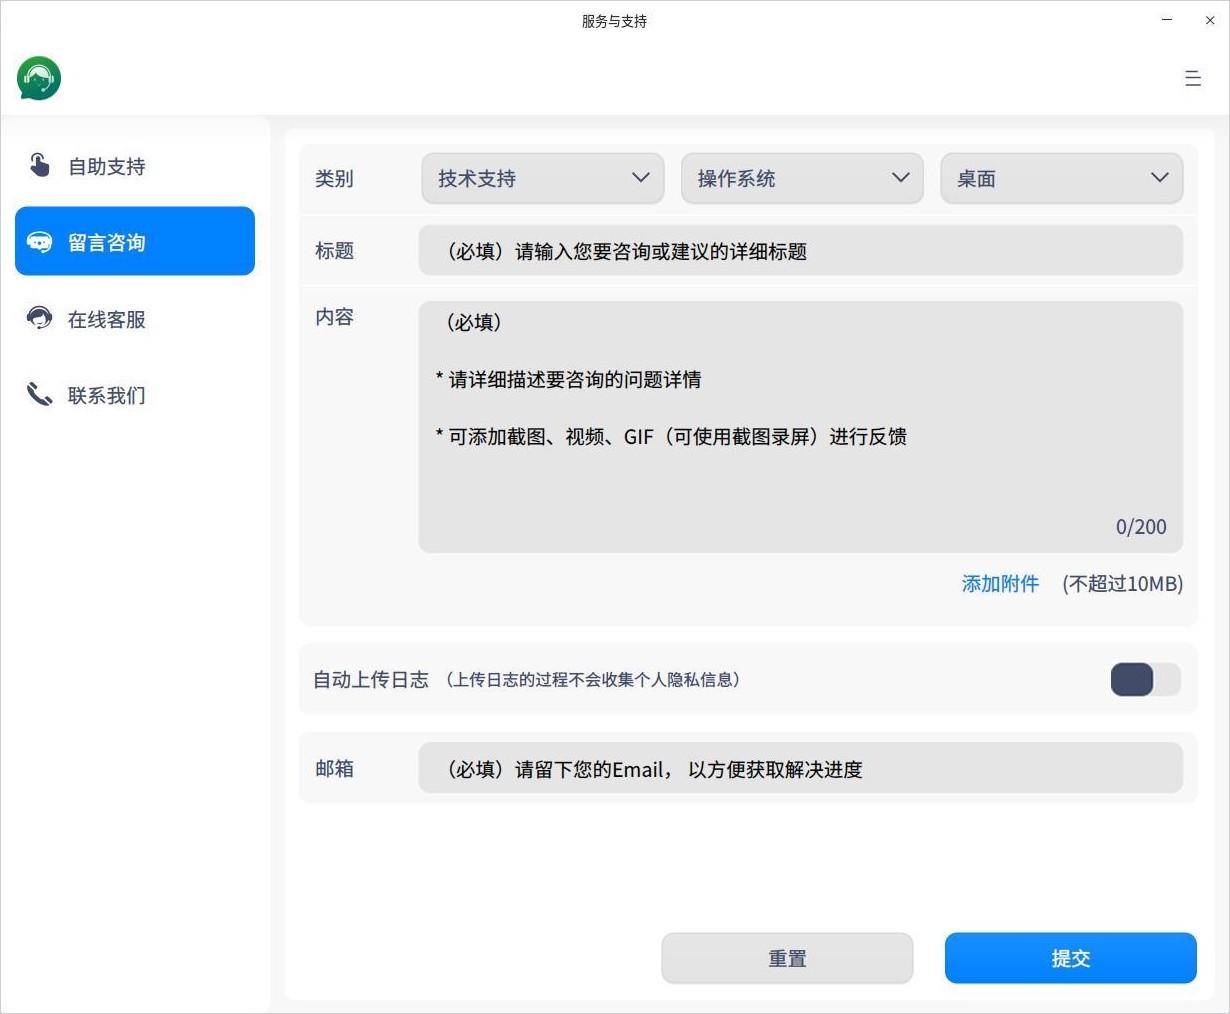 服务与支持
自助支持
留言咨询
在线客服
联系我们
类别
技术支持
操作系统
桌面
标题
（必填）请输入您要咨询或建议的详细标题
内容
（必填）
* 请详细描述要咨询的问题详情
* 可添加截图、视频、GIF（可使用截图录屏）进行反馈
0/200
添加附件 (不超过10MB)
自动上传日志 （上传日志的过程不会收集个人隐私信息）
邮箱
（必填）请留下您的Email， 以方便获取解决进度
重置
提交